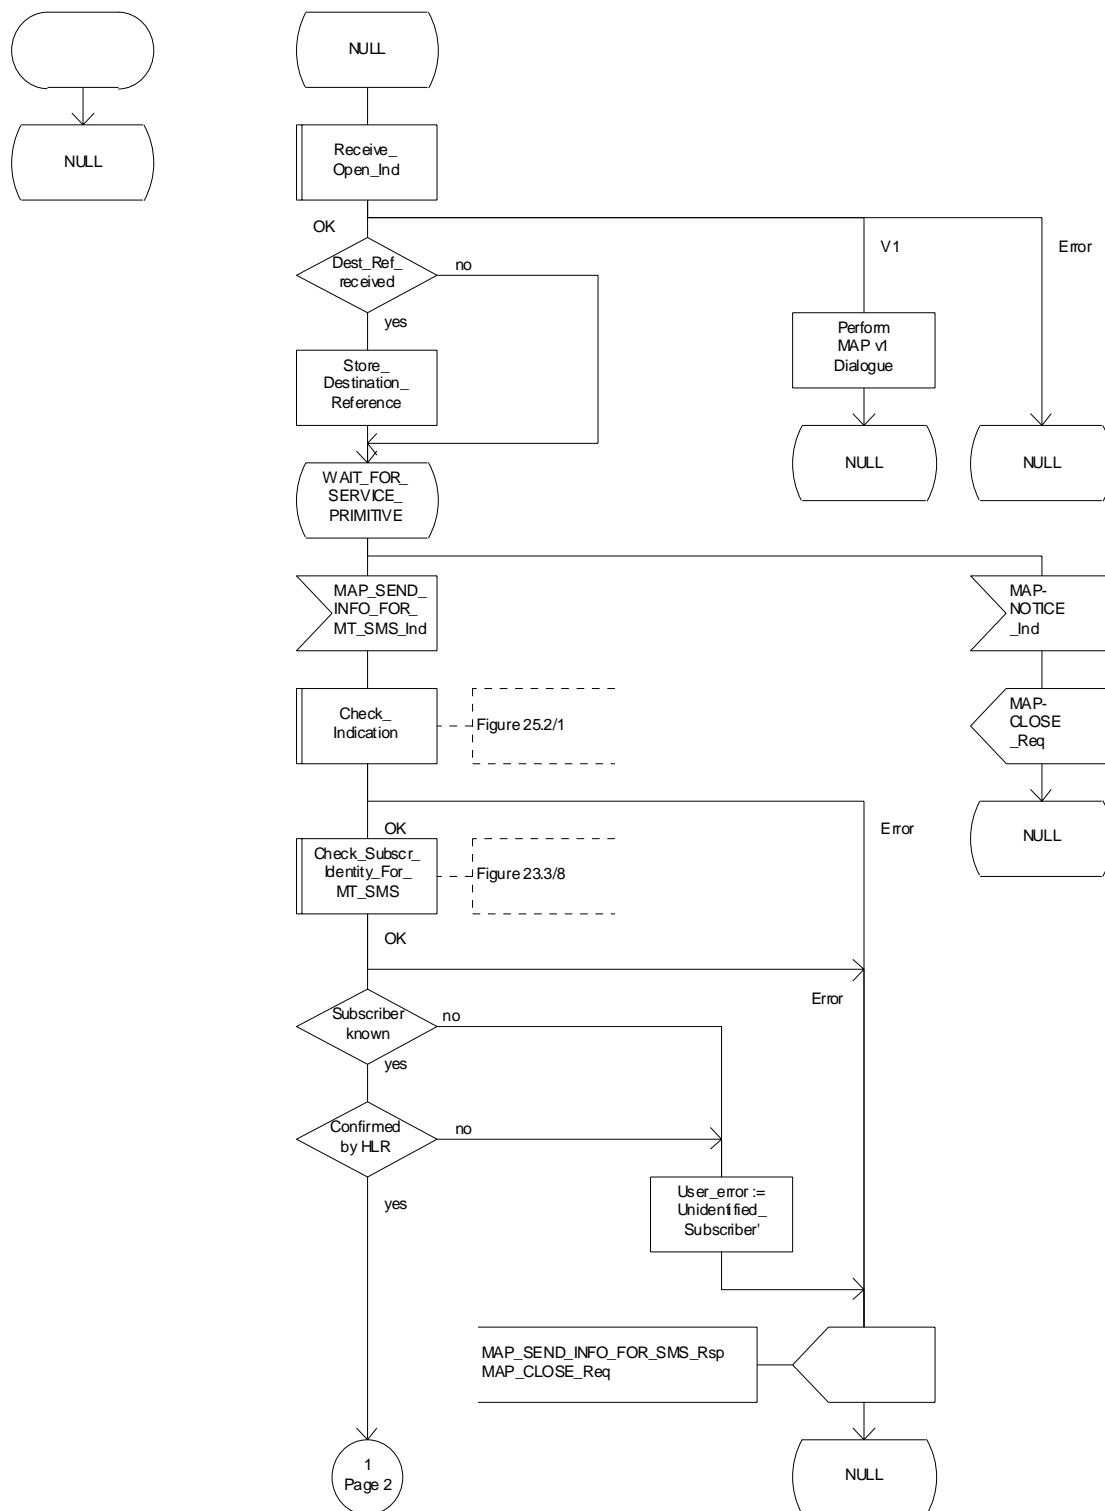 NULL
NULL
Receive_
Open_Ind
OK
V1
Error
Dest_Ref_
received
no
yes
Perform
MAP v1
Dialogue
Store_
Destination_
Reference
NULL
NULL
WAIT_FOR_
SERVICE_
PRIMITIVE
MAP_SEND_
INFO_FOR_
MT_SMS_Ind
MAP-
NOTICE
_Ind
Check_
Indication
Figure 25.2/1
MAP-
CLOSE
_Req
OK
Error
NULL
Check_Subscr_
Identity_For_
MT_SMS
Figure 23.3/8
OK
Error
Subscriber
known
no
yes
Confirmed
by HLR
no
yes
User_error :=
Unidentified_
Subscriber'
MAP_SEND_INFO_FOR_SMS_Rsp
MAP_CLOSE_Req
1
Page 2
NULL